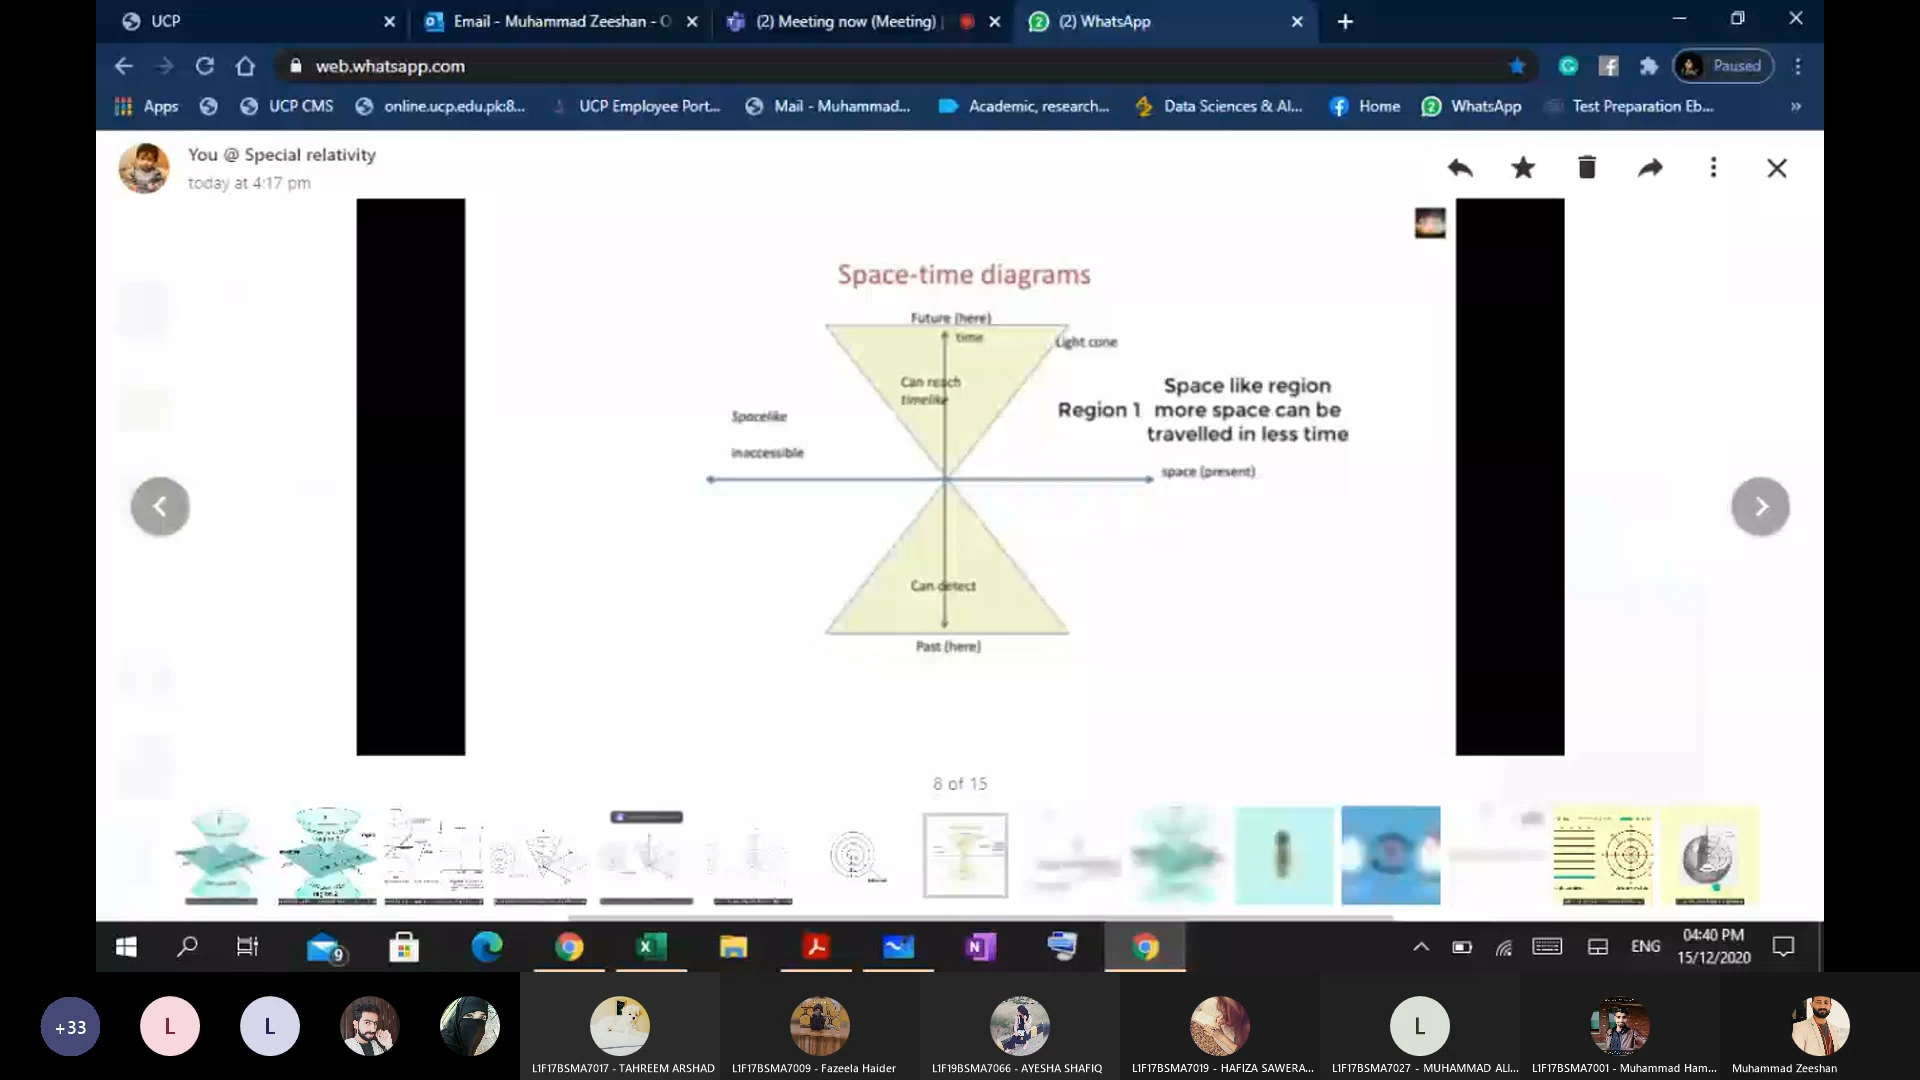 UCP
Email - Muhammad Zeeshan - O
(2) Meeting now (Meeting) |
(2) WhatsApp
web.whatsapp.com
Paused
Apps
UCP CMS
online.ucp.edu.pk:8...
UCP Employee Port...
Mail - Muhammad...
Academic, research...
Data Sciences & AI...
Home
WhatsApp
Test Preparation Eb...
»
You @ Special relativity
today at 4:17 pm
Space-time diagrams
Future (here)
time
Light cone
Can reach
timelike
Spacelike
inaccessible
Region 1
Space like region
more space can be
travelled in less time
space (present)
Can detect
Past (here)
8 of 15
9
ENG
04:40 PM
15/12/2020
+33
L
L
L
L1F17BSMA7017 - TAHREEM ARSHAD
L1F17BSMA7009 - Fazeela Haider
L1F19BSMA7066 - AYESHA SHAFIQ
L1F17BSMA7019 - HAFIZA SAWERA...
L1F17BSMA7027 - MUHAMMAD ALI...
L1F17BSMA7001 - Muhammad Ham...
Muhammad Zeeshan